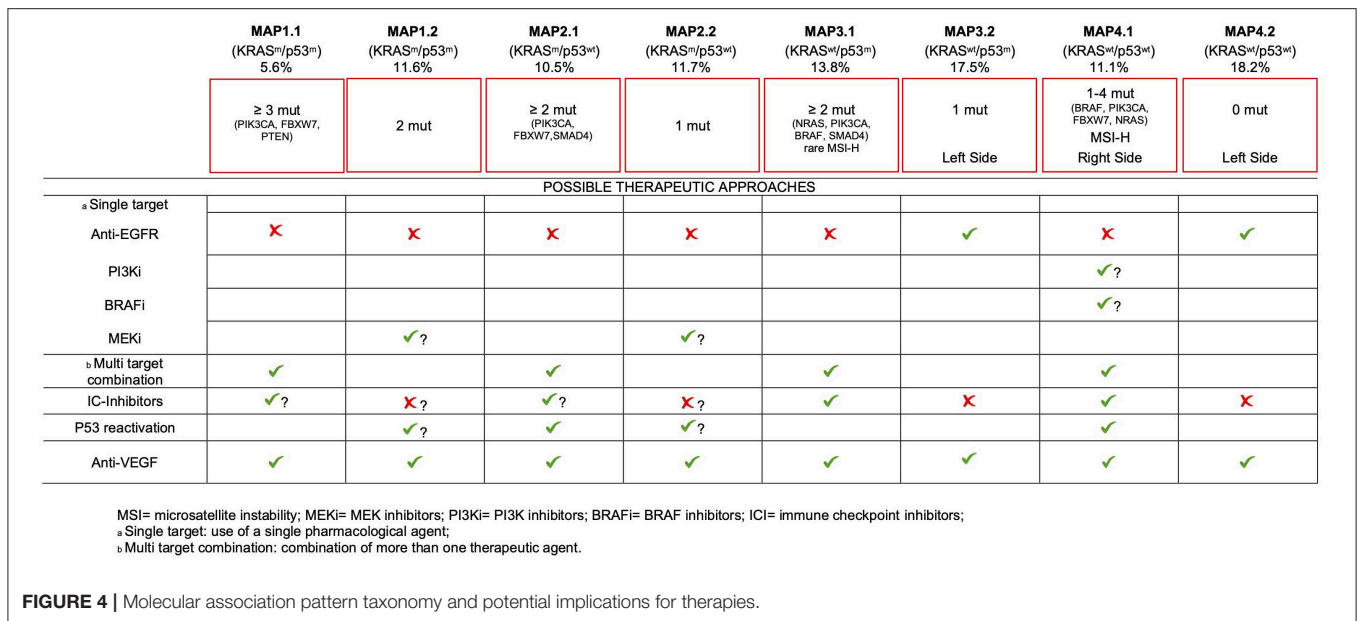 MAP1.1 MAP1.2 MAP2.1 MAP2.2 MAP3.1 MAP3.2 MAP4.1 MAP4.2
(KRASᵐ/p53ᵐ) (KRASᵐ/p53ᵐ) (KRASᵐ/p53ʷᵗ) (KRASᵐ/p53ʷᵗ) (KRASʷᵗ/p53ᵐ) (KRASʷᵗ/p53ᵐ) (KRASʷᵗ/p53ʷᵗ) (KRASʷᵗ/p53ʷᵗ)
5.6% 11.6% 10.5% 11.7% 13.8% 17.5% 11.1% 18.2%
≥ 3 mut
(PIK3CA, FBXW7,
PTEN)
2 mut
≥ 2 mut
(PIK3CA,
FBXW7,SMAD4)
1 mut
≥ 2 mut
(NRAS, PIK3CA,
BRAF, SMAD4)
rare MSI-H
1 mut
Left Side
1-4 mut
(BRAF, PIK3CA,
FBXW7, NRAS)
MSI-H
Right Side
0 mut
Left Side
POSSIBLE THERAPEUTIC APPROACHES
a Single target
Anti-EGFR ✗ ✗ ✗ ✗ ✗ ✓ ✗ ✓
PI3Ki ✓?
BRAFi ✓?
MEKi ✓? ✓?
b Multi target
combination ✓ ✓ ✓ ✓
IC-Inhibitors ✓? ✗? ✓? ✗? ✓ ✗ ✓ ✗
P53 reactivation ✓? ✓ ✓? ✓
Anti-VEGF ✓ ✓ ✓ ✓ ✓ ✓ ✓ ✓
MSI= microsatellite instability; MEKi= MEK inhibitors; PI3Ki= PI3K inhibitors; BRAFi= BRAF inhibitors; ICI= immune checkpoint inhibitors;
a Single target: use of a single pharmacological agent;
b Multi target combination: combination of more than one therapeutic agent.
FIGURE 4 | Molecular association pattern taxonomy and potential implications for therapies.